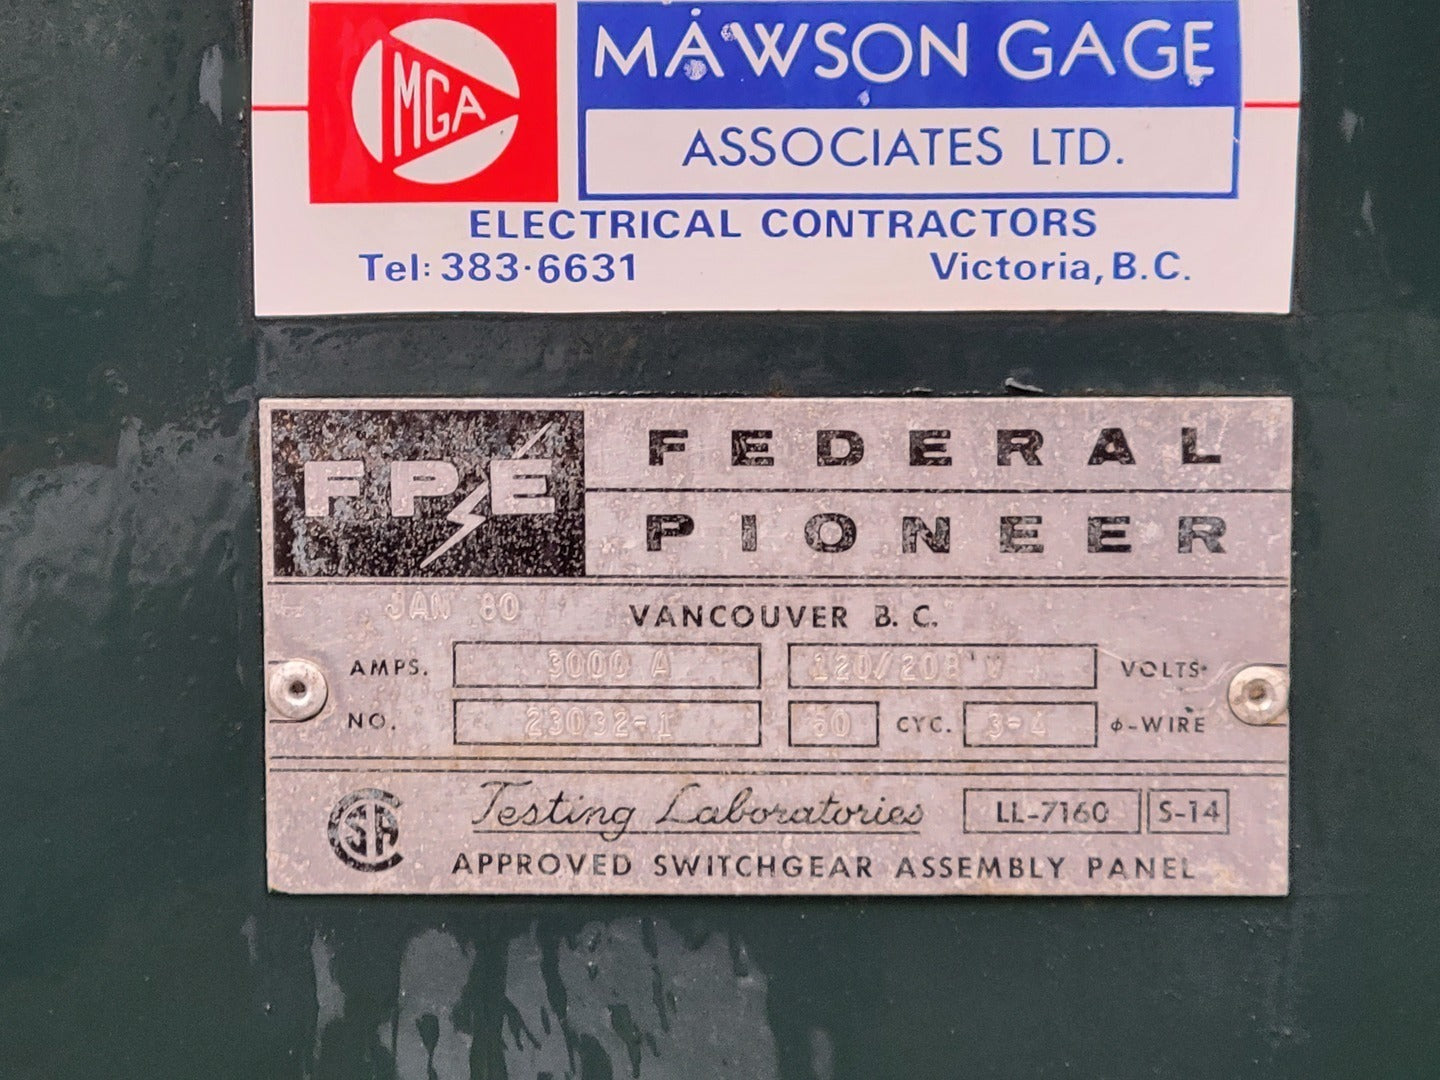 MGA
MAWSON GAGE
ASSOCIATES LTD.
ELECTRICAL CONTRACTORS
Tel: 383·6631 Victoria, B.C.
FPE FEDERAL
PIONEER
JAN 80 VANCOUVER B.C.
AMPS. 3000 A 120/208 V VOLTS
NO. 23032-1 60 CYC. 3-4 φ-WIRE
CSA Testing Laboratories LL-7160 S-14
APPROVED SWITCHGEAR ASSEMBLY PANEL